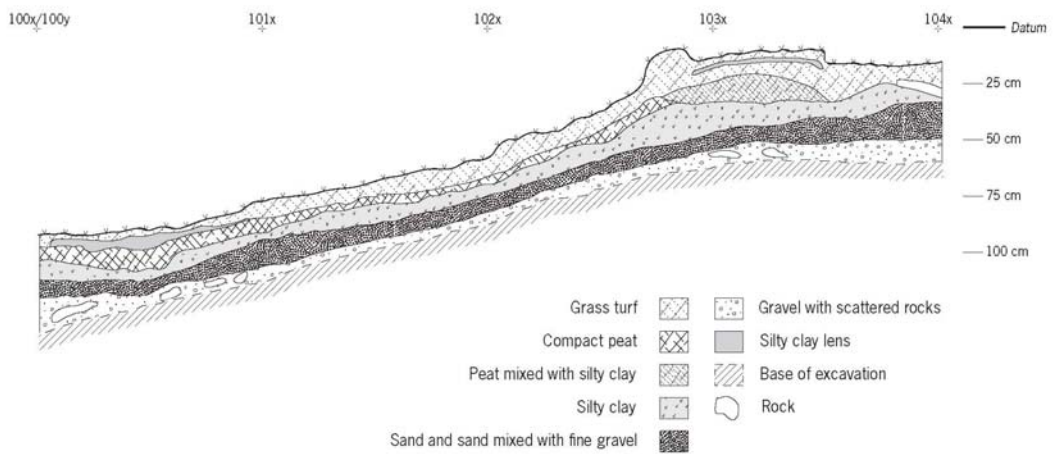 100x/100y 101x 102x 103x 104x
Datum
25 cm
50 cm
75 cm
100 cm
Grass turf
Gravel with scattered rocks
Compact peat
Silty clay lens
Peat mixed with silty clay
Base of excavation
Silty clay
Rock
Sand and sand mixed with fine gravel